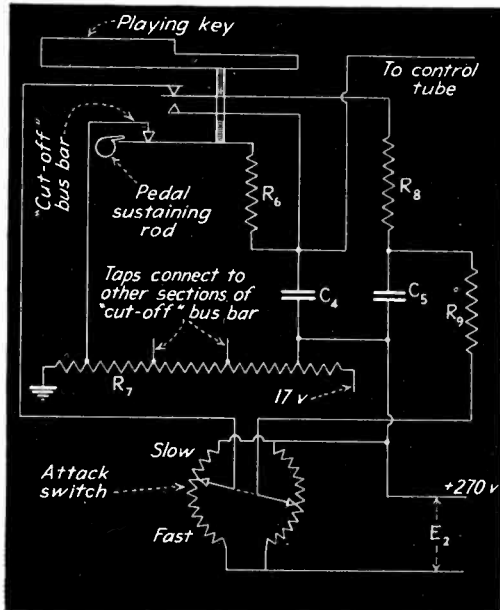 Playing key
To control
tube
"Cut-off"
bus bar
Pedal
sustaining
rod
R6
R8
Taps connect to
other sections of
"cut-off" bus bar
C4
C5
R9
R7
17 v
Slow
Attack
switch
Fast
+270 v
E2